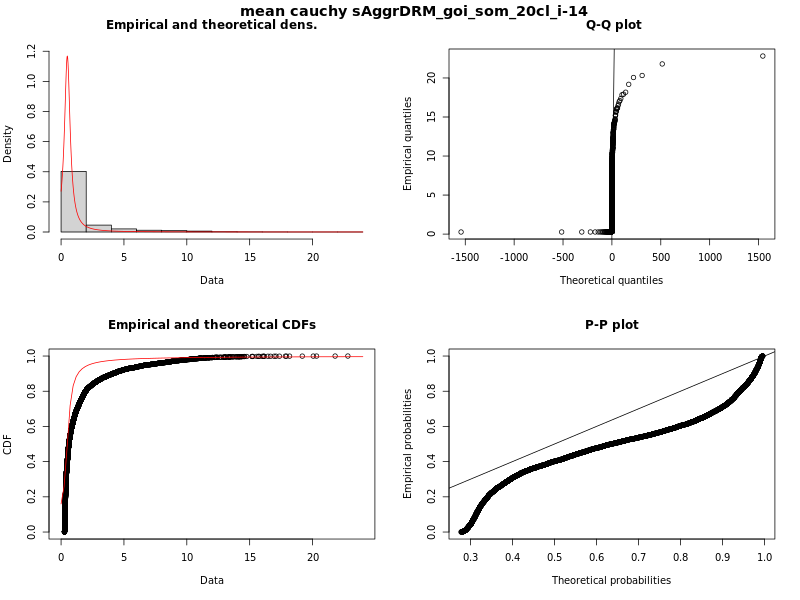 mean cauchy sAggrDRM_goi_som_20cl_i-14
Empirical and theoretical dens.
Density
0.0 0.2 0.4 0.6 0.8 1.0 1.2
0 5 10 15 20
Data
Q-Q plot
Empirical quantiles
0 5 10 15 20
-1500 -1000 -500 0 500 1000 1500
Theoretical quantiles
Empirical and theoretical CDFs
CDF
0.0 0.2 0.4 0.6 0.8 1.0
0 5 10 15 20
Data
P-P plot
Empirical probabilities
0.0 0.2 0.4 0.6 0.8 1.0
0.3 0.4 0.5 0.6 0.7 0.8 0.9 1.0
Theoretical probabilities